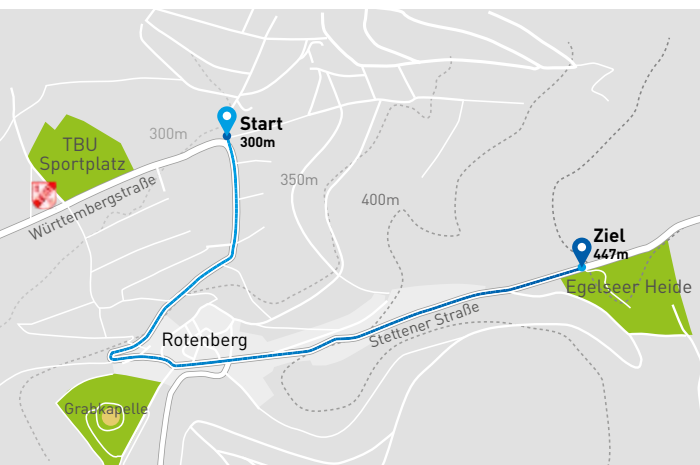 Start
300m
300m
TBU
Sportplatz
Württembergstraße
350m
400m
Ziel
447m
Egelseer Heide
Stettener Straße
Rotenberg
Grabkapelle